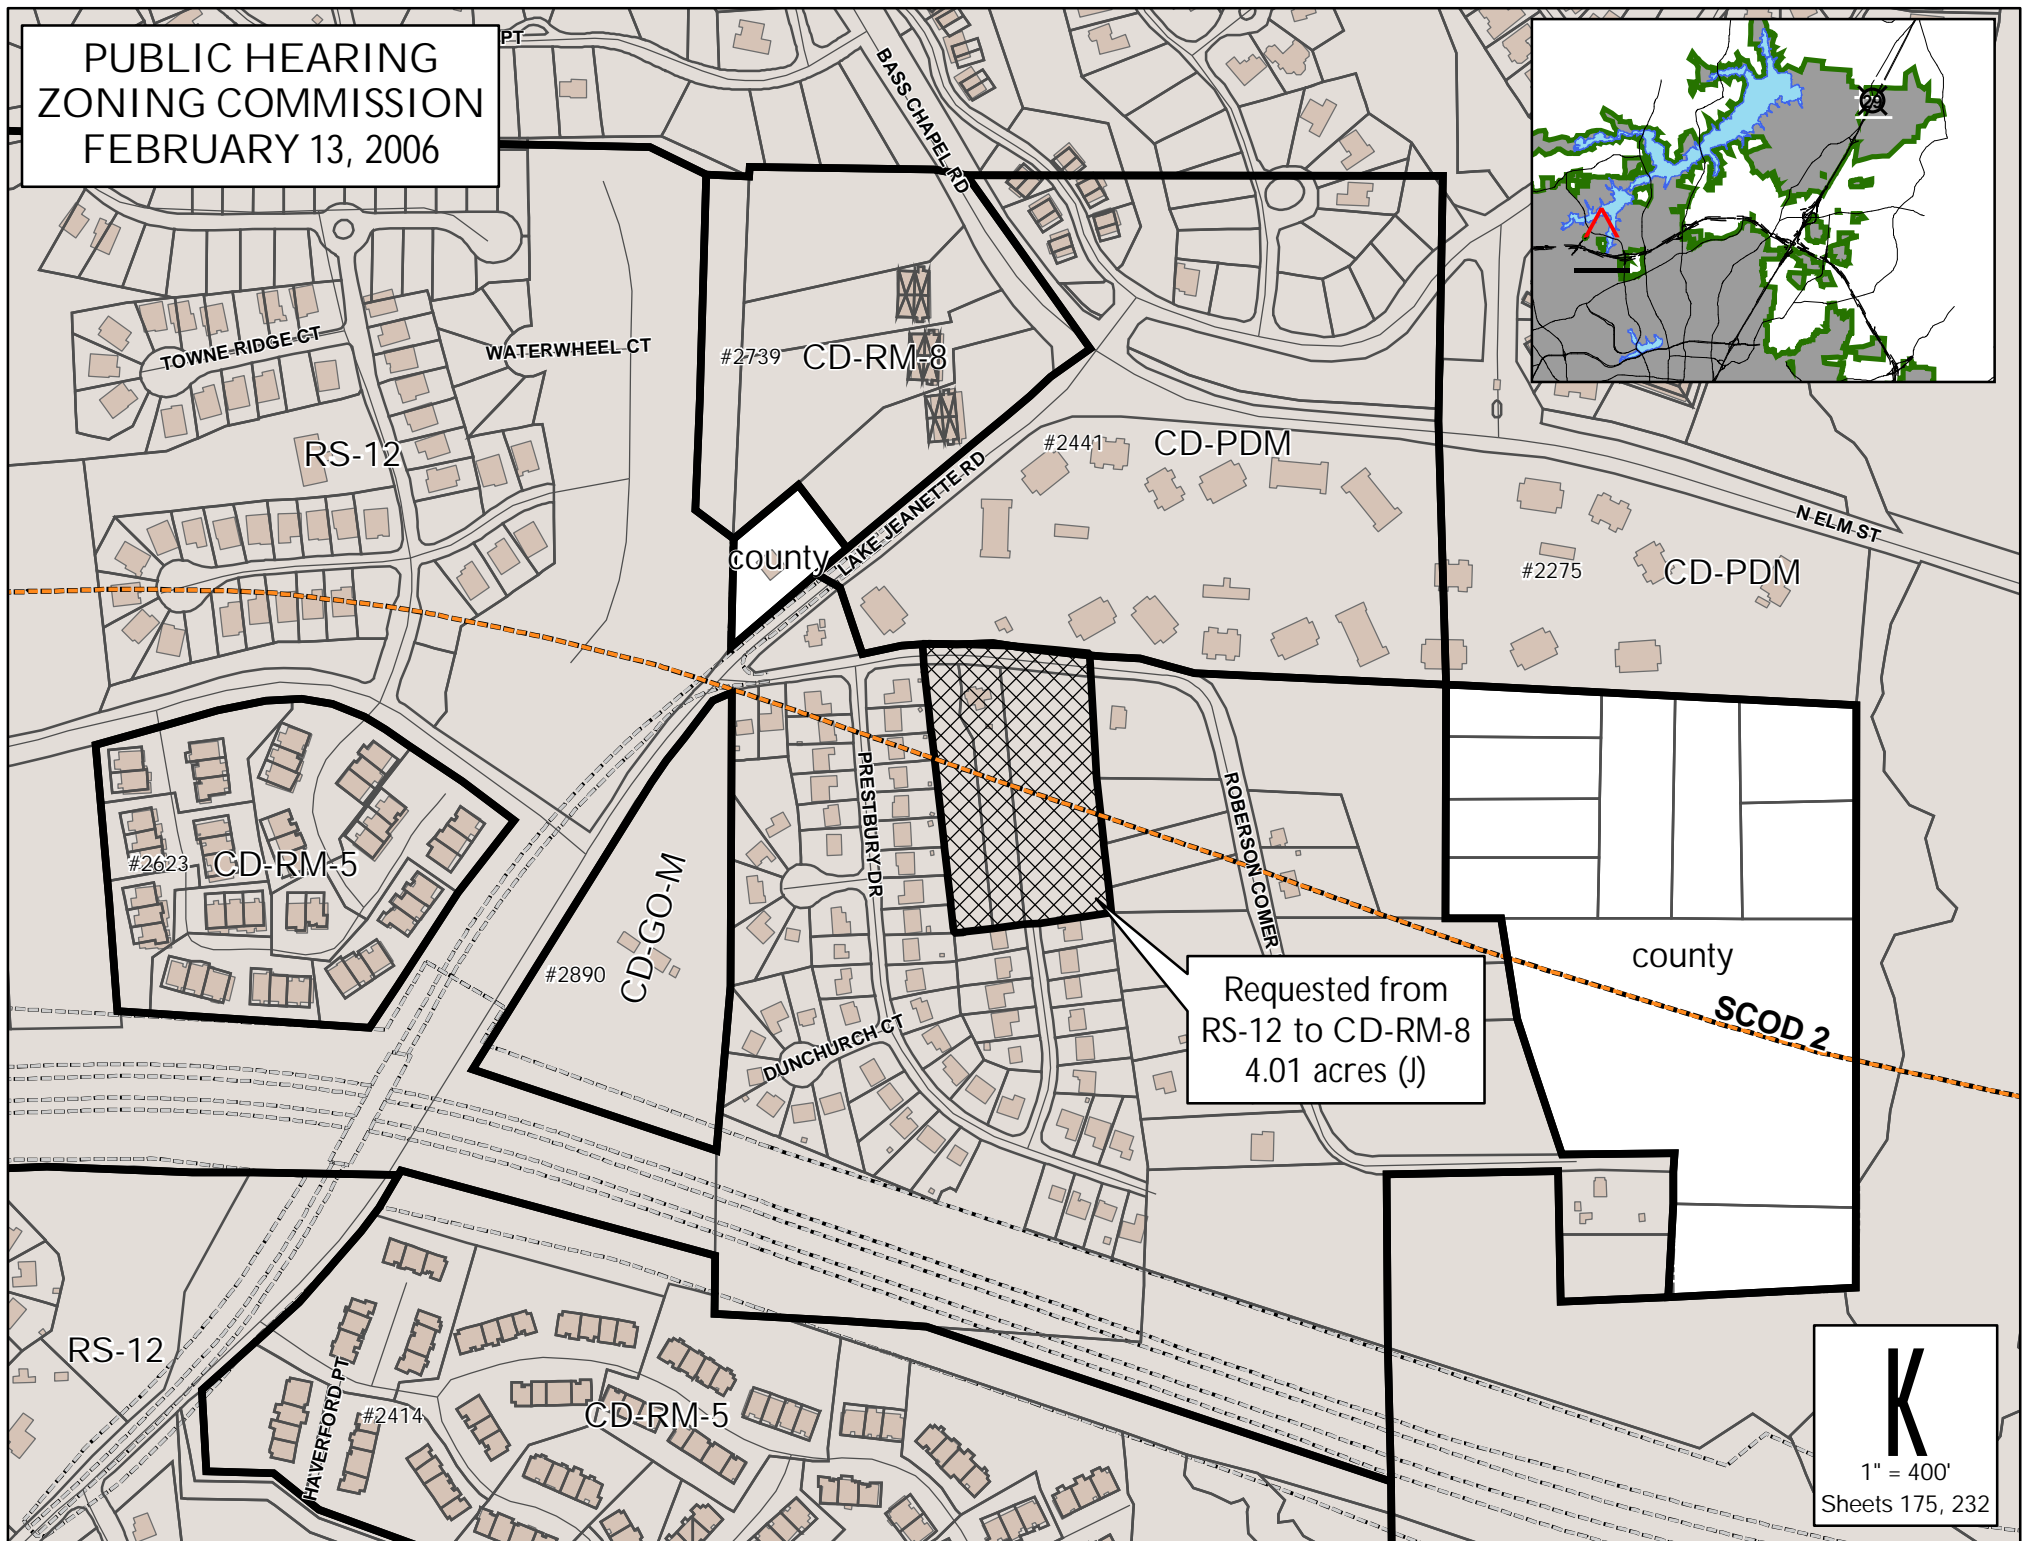 PUBLIC HEARING
ZONING COMMISSION
FEBRUARY 13, 2006
PT
BASS CHAPEL RD
29
TOWNE RIDGE CT
WATERWHEEL CT
#2739
CD-RM-8
RS-12
#2441
CD-PDM
LAKE JEANETTE RD
N ELM ST
county
#2275
CD-PDM
PRESTBURY DR
ROBERSON COMER
#2623
CD-RM-5
CD-GO-M
#2890
county
SCOD 2
Requested from
RS-12 to CD-RM-8
4.01 acres (J)
DUNCHURCH CT
RS-12
HAVERFORD PT
#2414
CD-RM-5
K
1" = 400'
Sheets 175, 232